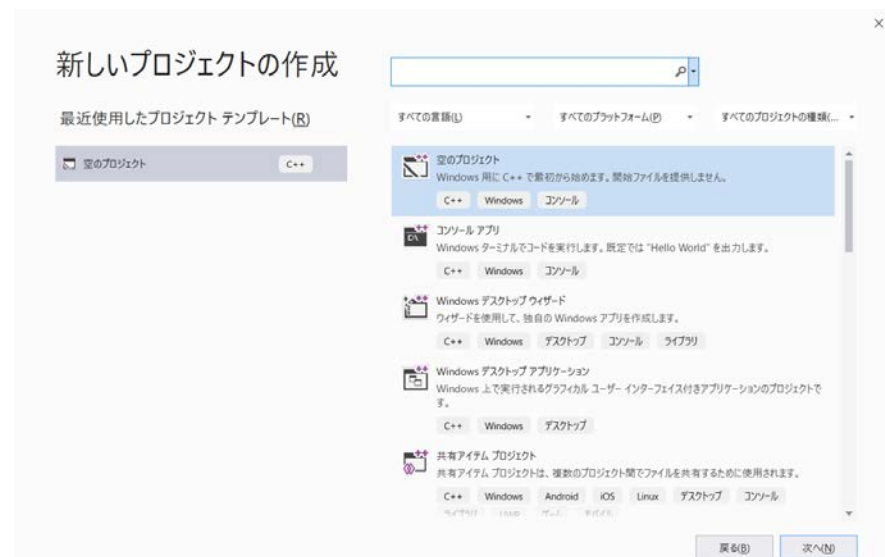 新しいプロジェクトの作成
最近使用したプロジェクト テンプレート(R)
空のプロジェクト C++
すべての言語(L) すべてのプラットフォーム(P) すべてのプロジェクトの種類(...
空のプロジェクト
Windows 用に C++ で最初から始めます。開始ファイルを提供しません。
C++ Windows コンソール
コンソール アプリ
Windows ターミナルでコードを実行します。既定では "Hello World" を出力します。
C++ Windows コンソール
Windows デスクトップ ウィザード
ウィザードを使用して、独自の Windows アプリを作成します。
C++ Windows デスクトップ コンソール ライブラリ
Windows デスクトップ アプリケーション
Windows 上で実行されるグラフィカル ユーザー インターフェイス付きアプリケーションのプロジェクトで
す。
C++ Windows デスクトップ
共有アイテム プロジェクト
共有アイテム プロジェクトは、複数のプロジェクト間でファイルを共有するために使用されます。
C++ Windows Android iOS Linux デスクトップ コンソール
ライブラリ UWP ゲーム モバイル
戻る(B) 次へ(N)